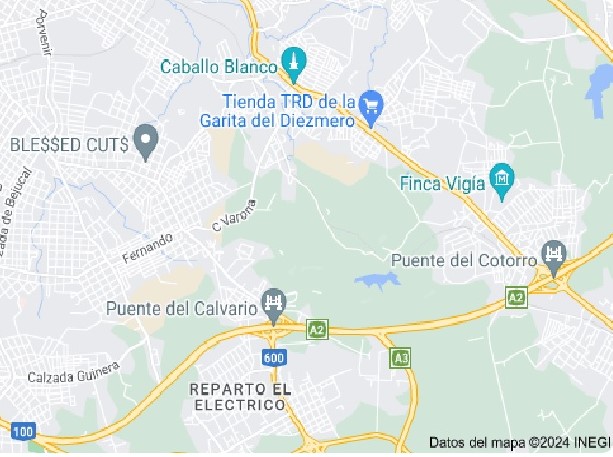 Porvenir
Caballo Blanco
Tienda TRD de la
Garita del Diezmero
BLE$$ED CUT$
Finca Vigía
zada de Bejucal
C Varona
Fernando
Puente del Cotorro
A2
Puente del Calvario
A2
600
A3
Calzada Guinera
REPARTO EL
ELECTRICO
100
Datos del mapa ©2024 INEGI